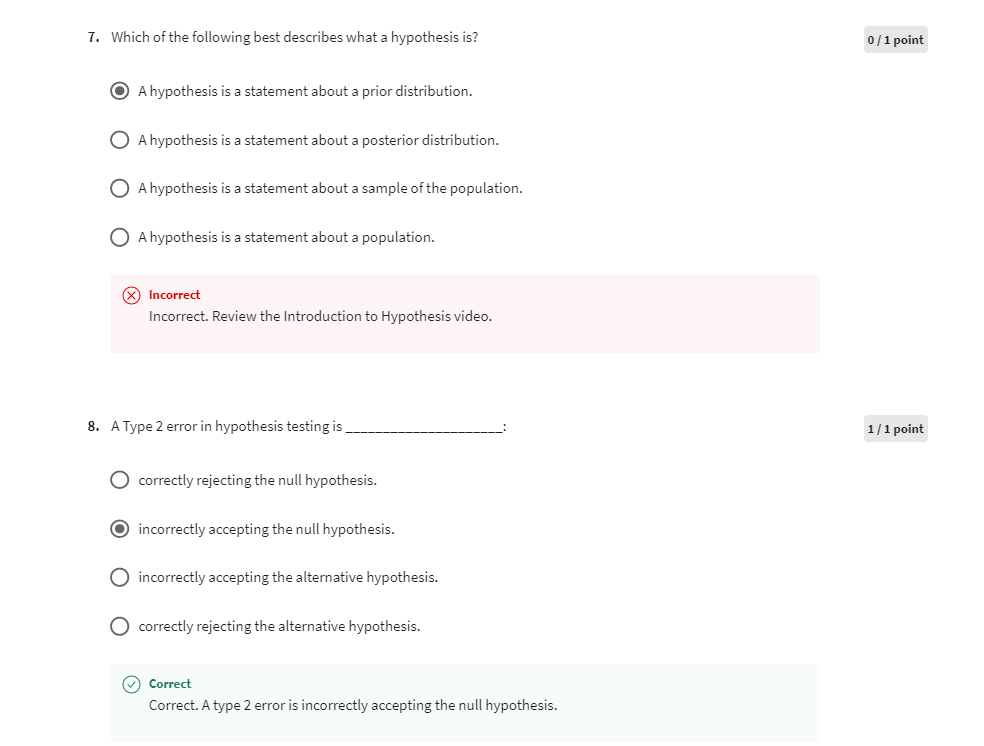 7. Which of the following best describes what a hypothesis is?
0 / 1 point
A hypothesis is a statement about a prior distribution.
A hypothesis is a statement about a posterior distribution.
A hypothesis is a statement about a sample of the population.
A hypothesis is a statement about a population.
Incorrect
Incorrect. Review the Introduction to Hypothesis video.
8. A Type 2 error in hypothesis testing is ______________________:
1 / 1 point
correctly rejecting the null hypothesis.
incorrectly accepting the null hypothesis.
incorrectly accepting the alternative hypothesis.
correctly rejecting the alternative hypothesis.
Correct
Correct. A type 2 error is incorrectly accepting the null hypothesis.